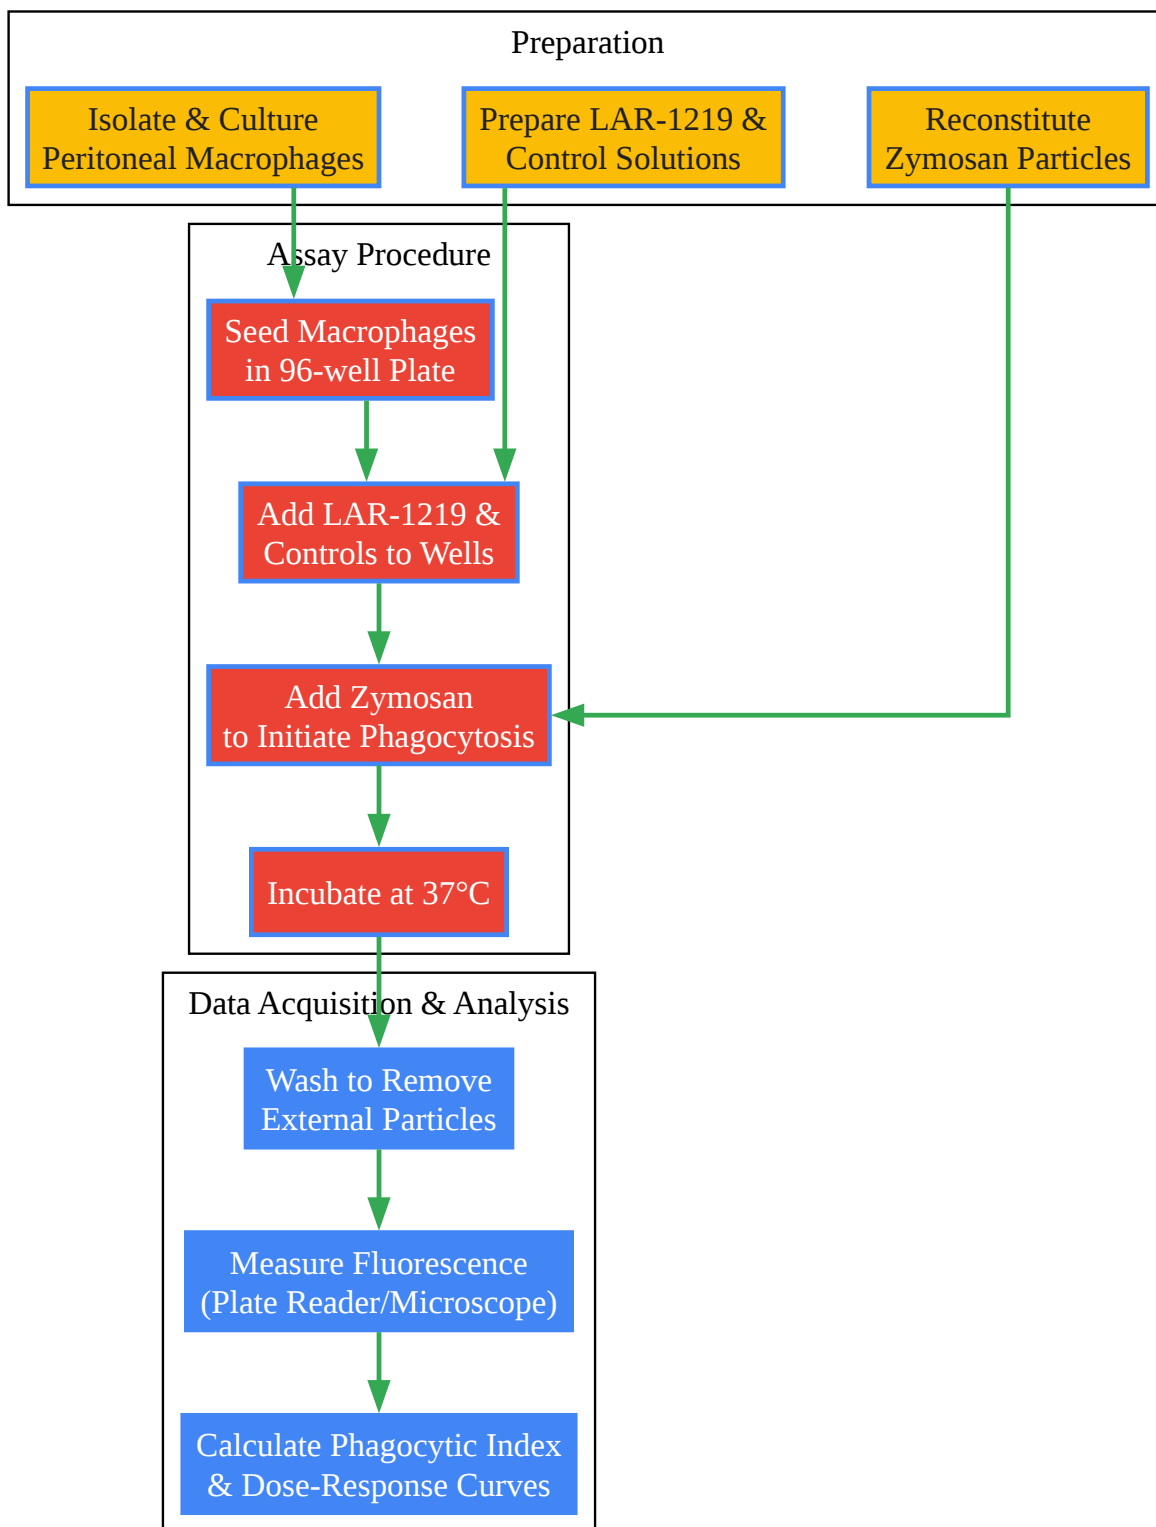 Preparation
Isolate & Culture
Peritoneal Macrophages
Prepare LAR-1219 &
Control Solutions
Reconstitute
Zymosan Particles
Assay Procedure
Seed Macrophages
in 96-well Plate
Add LAR-1219 &
Controls to Wells
Add Zymosan
to Initiate Phagocytosis
Incubate at 37°C
Data Acquisition & Analysis
Wash to Remove
External Particles
Measure Fluorescence
(Plate Reader/Microscope)
Calculate Phagocytic Index
& Dose-Response Curves